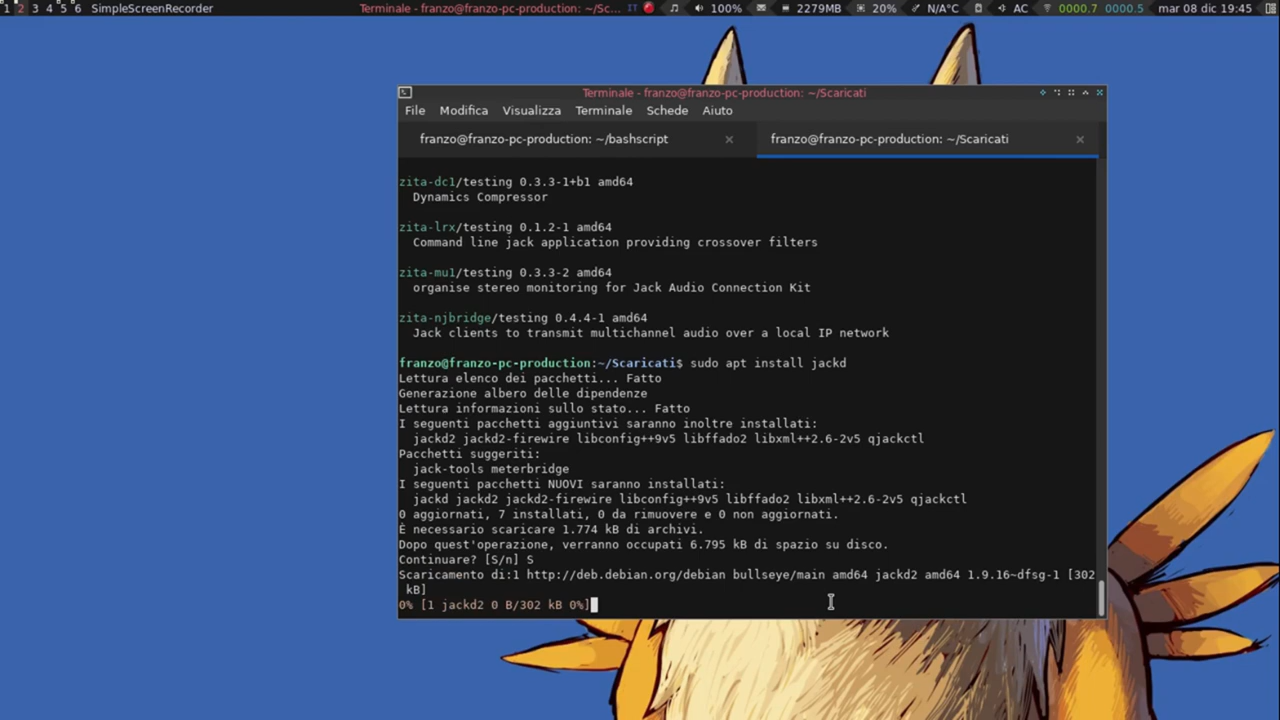 1 2 3 4 5 6 SimpleScreenRecorder Terminale - franzo@franzo-pc-production: ~/Sc... IT 100% 2279MB 20% N/A°C AC 0000.7 0000.5 mar 08 dic 19:45
Terminale - franzo@franzo-pc-production: ~/Scaricati
File Modifica Visualizza Terminale Schede Aiuto
franzo@franzo-pc-production: ~/bashscript franzo@franzo-pc-production: ~/Scaricati
zita-dc1/testing 0.3.3-1+b1 amd64
Dynamics Compressor
zita-lrx/testing 0.1.2-1 amd64
Command line jack application providing crossover filters
zita-mu1/testing 0.3.3-2 amd64
organise stereo monitoring for Jack Audio Connection Kit
zita-njbridge/testing 0.4.4-1 amd64
Jack clients to transmit multichannel audio over a local IP network
franzo@franzo-pc-production:~/Scaricati$ sudo apt install jackd
Lettura elenco dei pacchetti... Fatto
Generazione albero delle dipendenze
Lettura informazioni sullo stato... Fatto
I seguenti pacchetti aggiuntivi saranno inoltre installati:
jackd2 jackd2-firewire libconfig++9v5 libffado2 libxml++2.6-2v5 qjackctl
Pacchetti suggeriti:
jack-tools meterbridge
I seguenti pacchetti NUOVI saranno installati:
jackd jackd2 jackd2-firewire libconfig++9v5 libffado2 libxml++2.6-2v5 qjackctl
0 aggiornati, 7 installati, 0 da rimuovere e 0 non aggiornati.
È necessario scaricare 1.774 kB di archivi.
Dopo quest'operazione, verranno occupati 6.795 kB di spazio su disco.
Continuare? [S/n] S
Scaricamento di:1 http://deb.debian.org/debian bullseye/main amd64 jackd2 amd64 1.9.16~dfsg-1 [302
kB]
0% [1 jackd2 0 B/302 kB 0%]